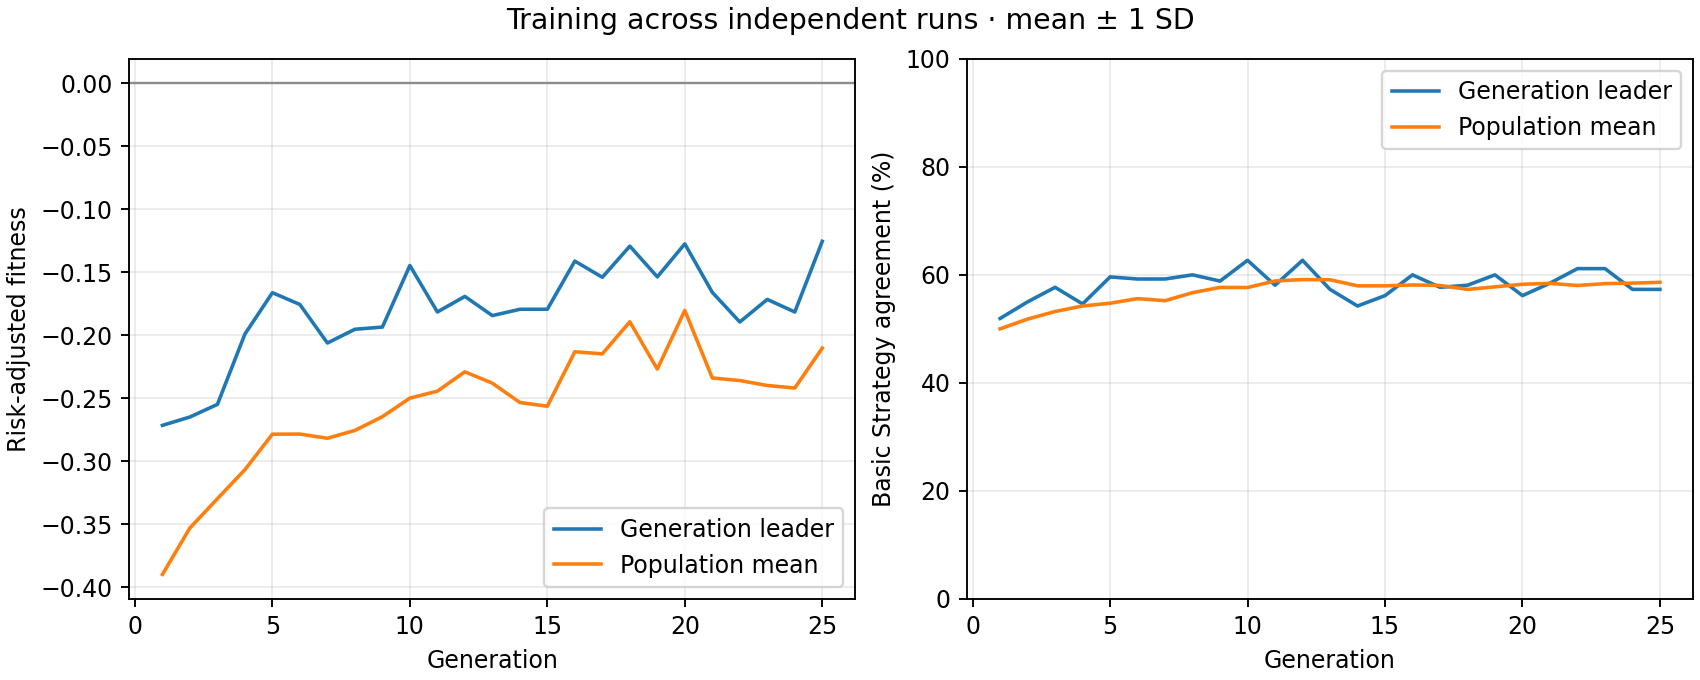 Training across independent runs · mean ± 1 SD
Risk-adjusted fitness
0.00
−0.05
−0.10
−0.15
−0.20
−0.25
−0.30
−0.35
−0.40
Generation leader
Population mean
0 5 10 15 20 25
Generation
Basic Strategy agreement (%)
100
80
60
40
20
0
Generation leader
Population mean
0 5 10 15 20 25
Generation